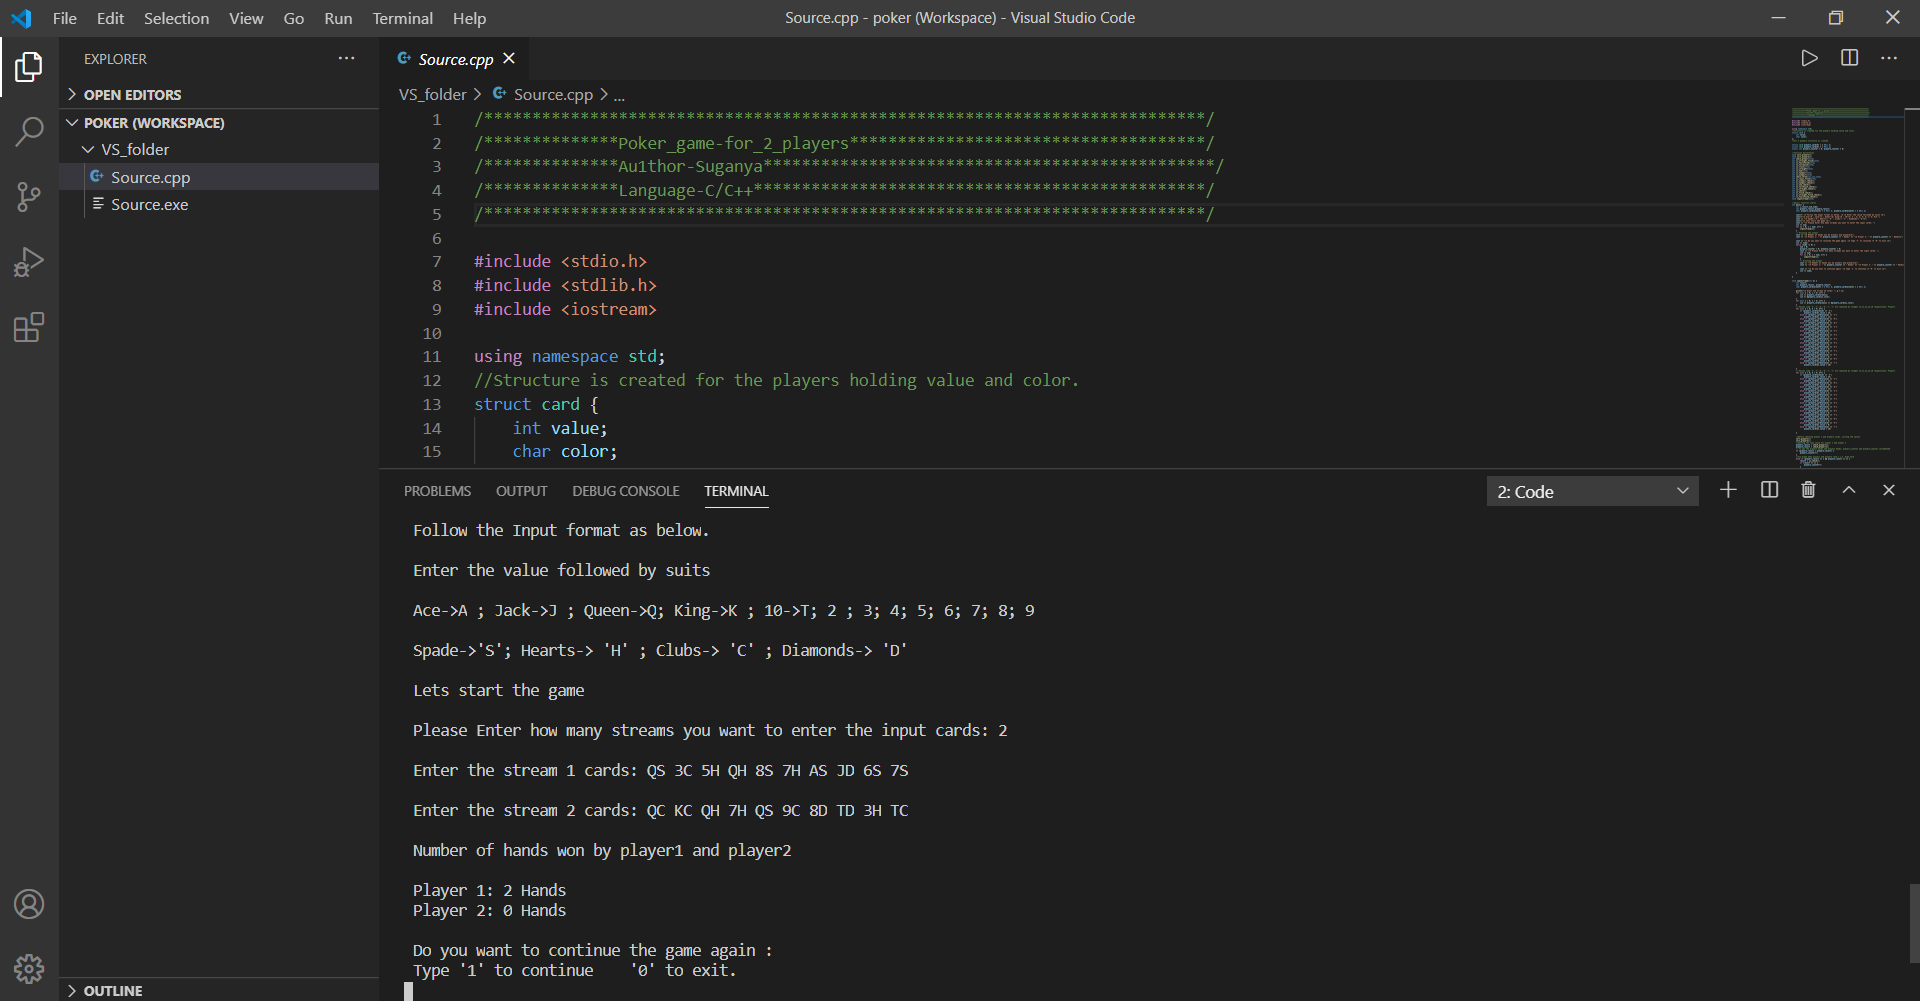 File Edit Selection View Go Run Terminal Help
Source.cpp - poker (Workspace) - Visual Studio Code
EXPLORER
OPEN EDITORS
POKER (WORKSPACE)
VS_folder
Source.cpp
Source.exe
OUTLINE
Source.cpp
VS_folder > Source.cpp > ...
1 /***************************************************************************/
2 /**************Poker_game-for_2_players*************************************/
3 /**************Au1thor-Suganya***********************************************/
4 /**************Language-C/C++***********************************************/
5 /***************************************************************************/
6
7 #include <stdio.h>
8 #include <stdlib.h>
9 #include <iostream>
10
11 using namespace std;
12 //Structure is created for the players holding value and color.
13 struct card {
14 int value;
15 char color;
PROBLEMS OUTPUT DEBUG CONSOLE TERMINAL
2: Code
Follow the Input format as below.
Enter the value followed by suits
Ace->A ; Jack->J ; Queen->Q; King->K ; 10->T; 2 ; 3; 4; 5; 6; 7; 8; 9
Spade->'S'; Hearts-> 'H' ; Clubs-> 'C' ; Diamonds-> 'D'
Lets start the game
Please Enter how many streams you want to enter the input cards: 2
Enter the stream 1 cards: QS 3C 5H QH 8S 7H AS JD 6S 7S
Enter the stream 2 cards: QC KC QH 7H QS 9C 8D TD 3H TC
Number of hands won by player1 and player2
Player 1: 2 Hands
Player 2: 0 Hands
Do you want to continue the game again :
Type '1' to continue '0' to exit.